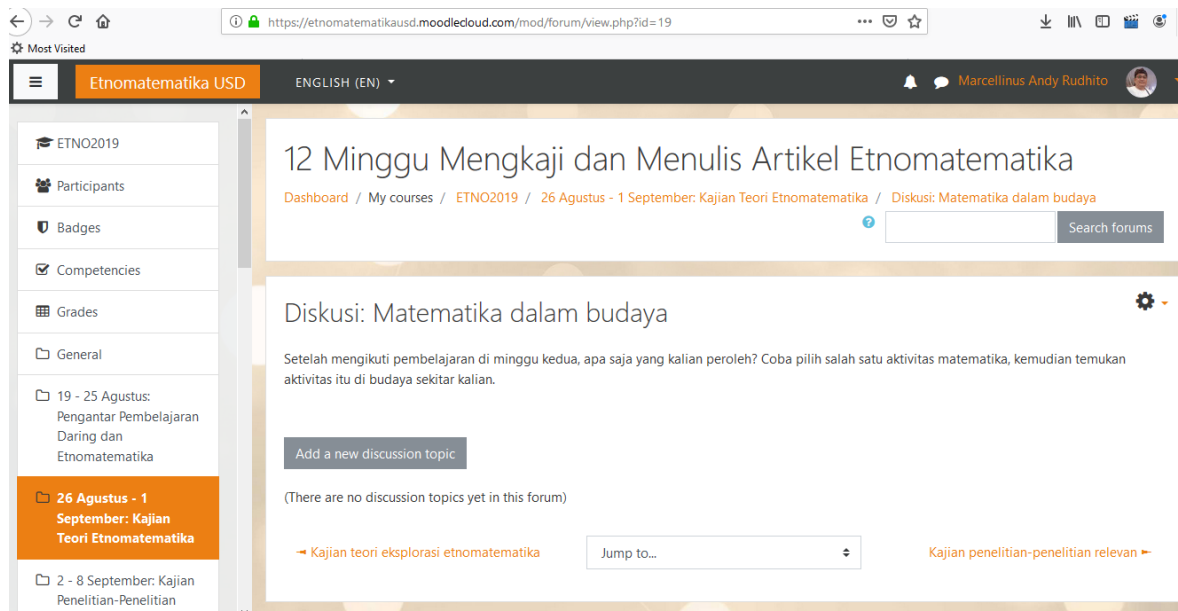 https://etnomatematikausd.moodlecloud.com/mod/forum/view.php?id=19
Most Visited
Etnomatematika USD
ENGLISH (EN)
Marcellinus Andy Rudhito
ETNO2019
Participants
Badges
Competencies
Grades
General
19 - 25 Agustus:
Pengantar Pembelajaran
Daring dan
Etnomatematika
26 Agustus - 1
September: Kajian
Teori Etnomatematika
2 - 8 September: Kajian
Penelitian-Penelitian
12 Minggu Mengkaji dan Menulis Artikel Etnomatematika
Dashboard / My courses / ETNO2019 / 26 Agustus - 1 September: Kajian Teori Etnomatematika / Diskusi: Matematika dalam budaya
Search forums
Diskusi: Matematika dalam budaya
Setelah mengikuti pembelajaran di minggu kedua, apa saja yang kalian peroleh? Coba pilih salah satu aktivitas matematika, kemudian temukan
aktivitas itu di budaya sekitar kalian.
Add a new discussion topic
(There are no discussion topics yet in this forum)
Kajian teori eksplorasi etnomatematika
Jump to...
Kajian penelitian-penelitian relevan